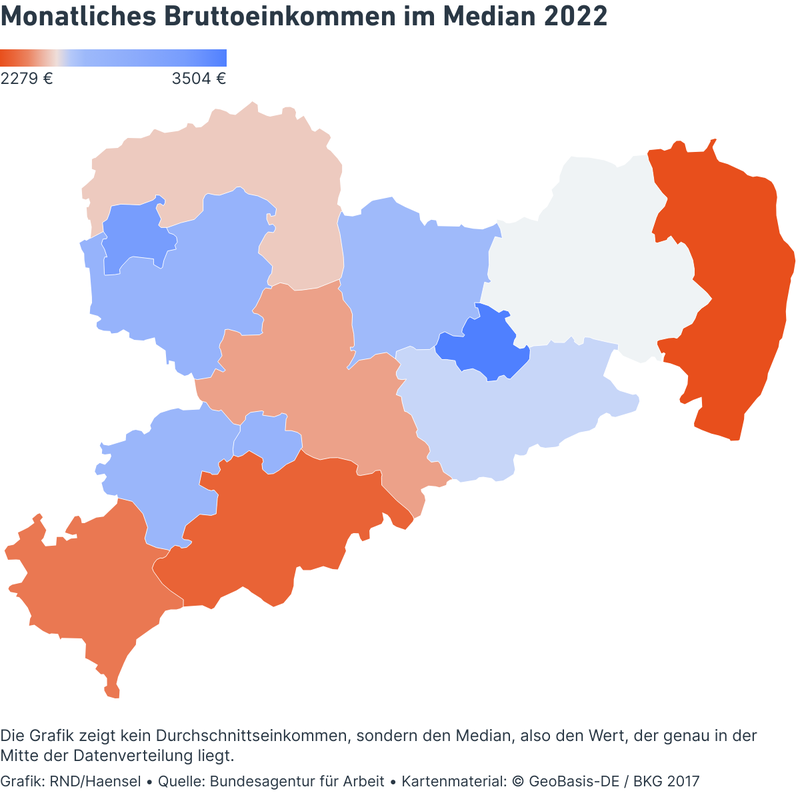 Monatliches Bruttoeinkommen im Median 2022
2279 € 3504 €
Die Grafik zeigt kein Durchschnittseinkommen, sondern den Median, also den Wert, der genau in der
Mitte der Datenverteilung liegt.
Grafik: RND/Haensel • Quelle: Bundesagentur für Arbeit • Kartenmaterial: © GeoBasis-DE / BKG 2017